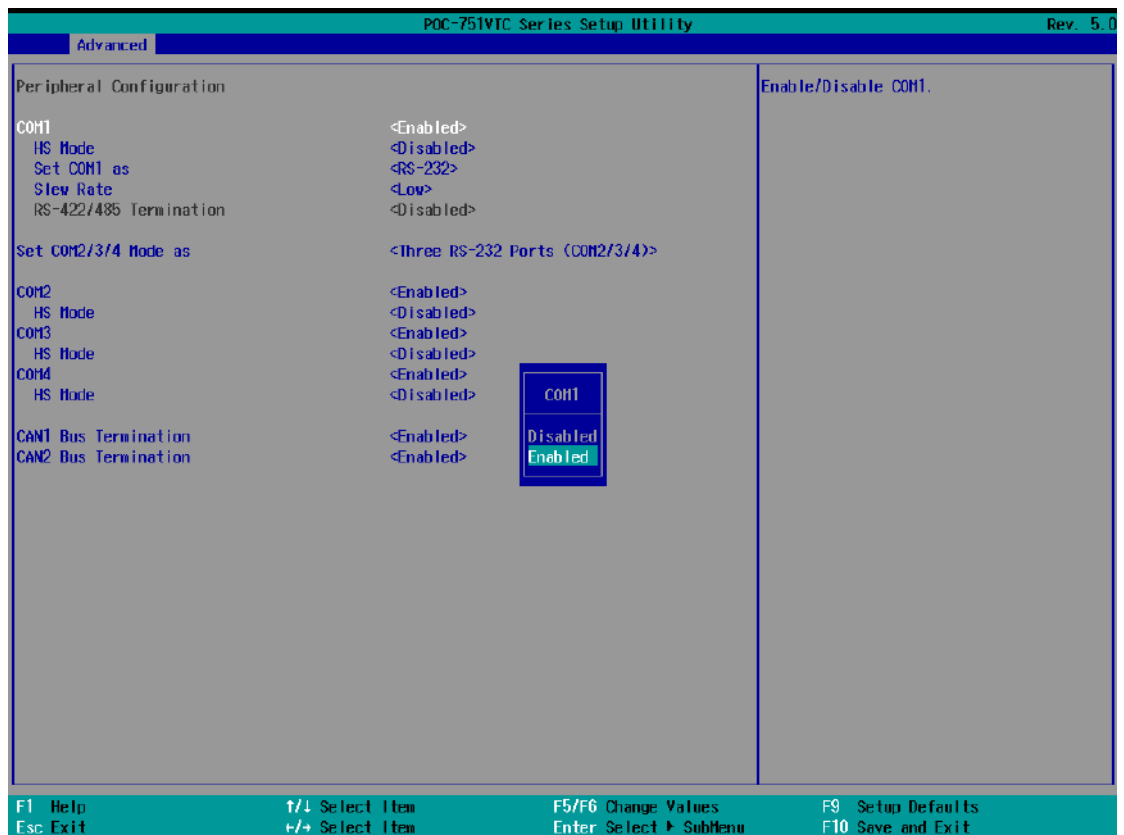 POC-751VTC Series Setup Utility Rev. 5.0
Advanced
Peripheral Configuration
Enable/Disable COM1.
COM1 <Enabled>
HS Mode <Disabled>
Set COM1 as <RS-232>
Slew Rate <Low>
RS-422/485 Termination <Disabled>
Set COM2/3/4 Mode as <Three RS-232 Ports (COM2/3/4)>
COM2 <Enabled>
HS Mode <Disabled>
COM3 <Enabled>
HS Mode <Disabled>
COM4 <Enabled>
HS Mode <Disabled>
CAN1 Bus Termination <Enabled>
CAN2 Bus Termination <Enabled>
COM1
Disabled
Enabled
F1 Help ↑/↓ Select Item F5/F6 Change Values F9 Setup Defaults
Esc Exit ←/→ Select Item Enter Select ▶ SubMenu F10 Save and Exit